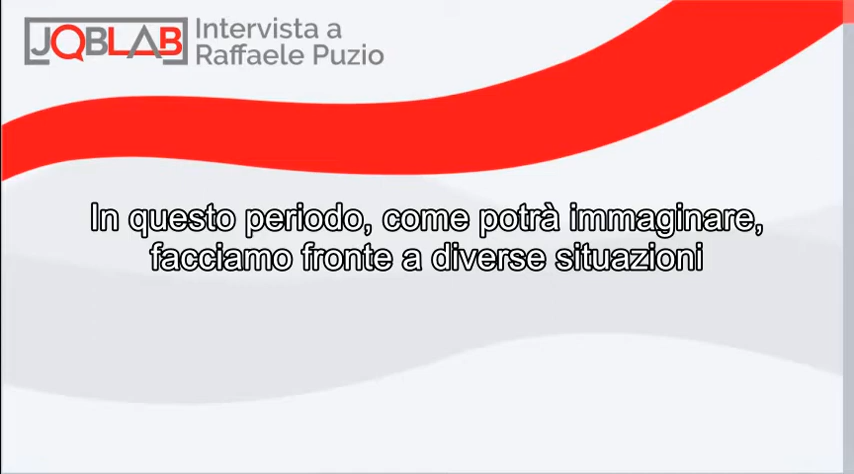 JOBLAB
Intervista a
Raffaele Puzio
In questo periodo, come potrà immaginare,
facciamo fronte a diverse situazioni